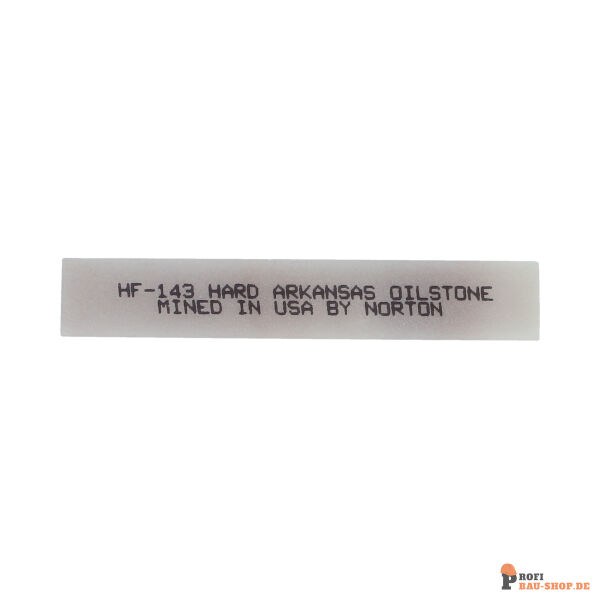 HF-143 HARD ARKANSAS OILSTONE
MINED IN USA BY NORTON
PROFI
BAU-SHOP.DE